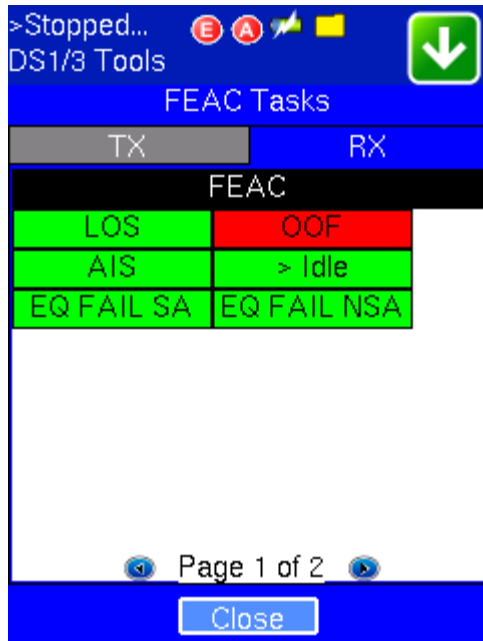 >Stopped... E A
DS1/3 Tools
FEAC Tasks
TX RX
FEAC
LOS OOF
AIS > Idle
EQ FAIL SA EQ FAIL NSA
Page 1 of 2
Close